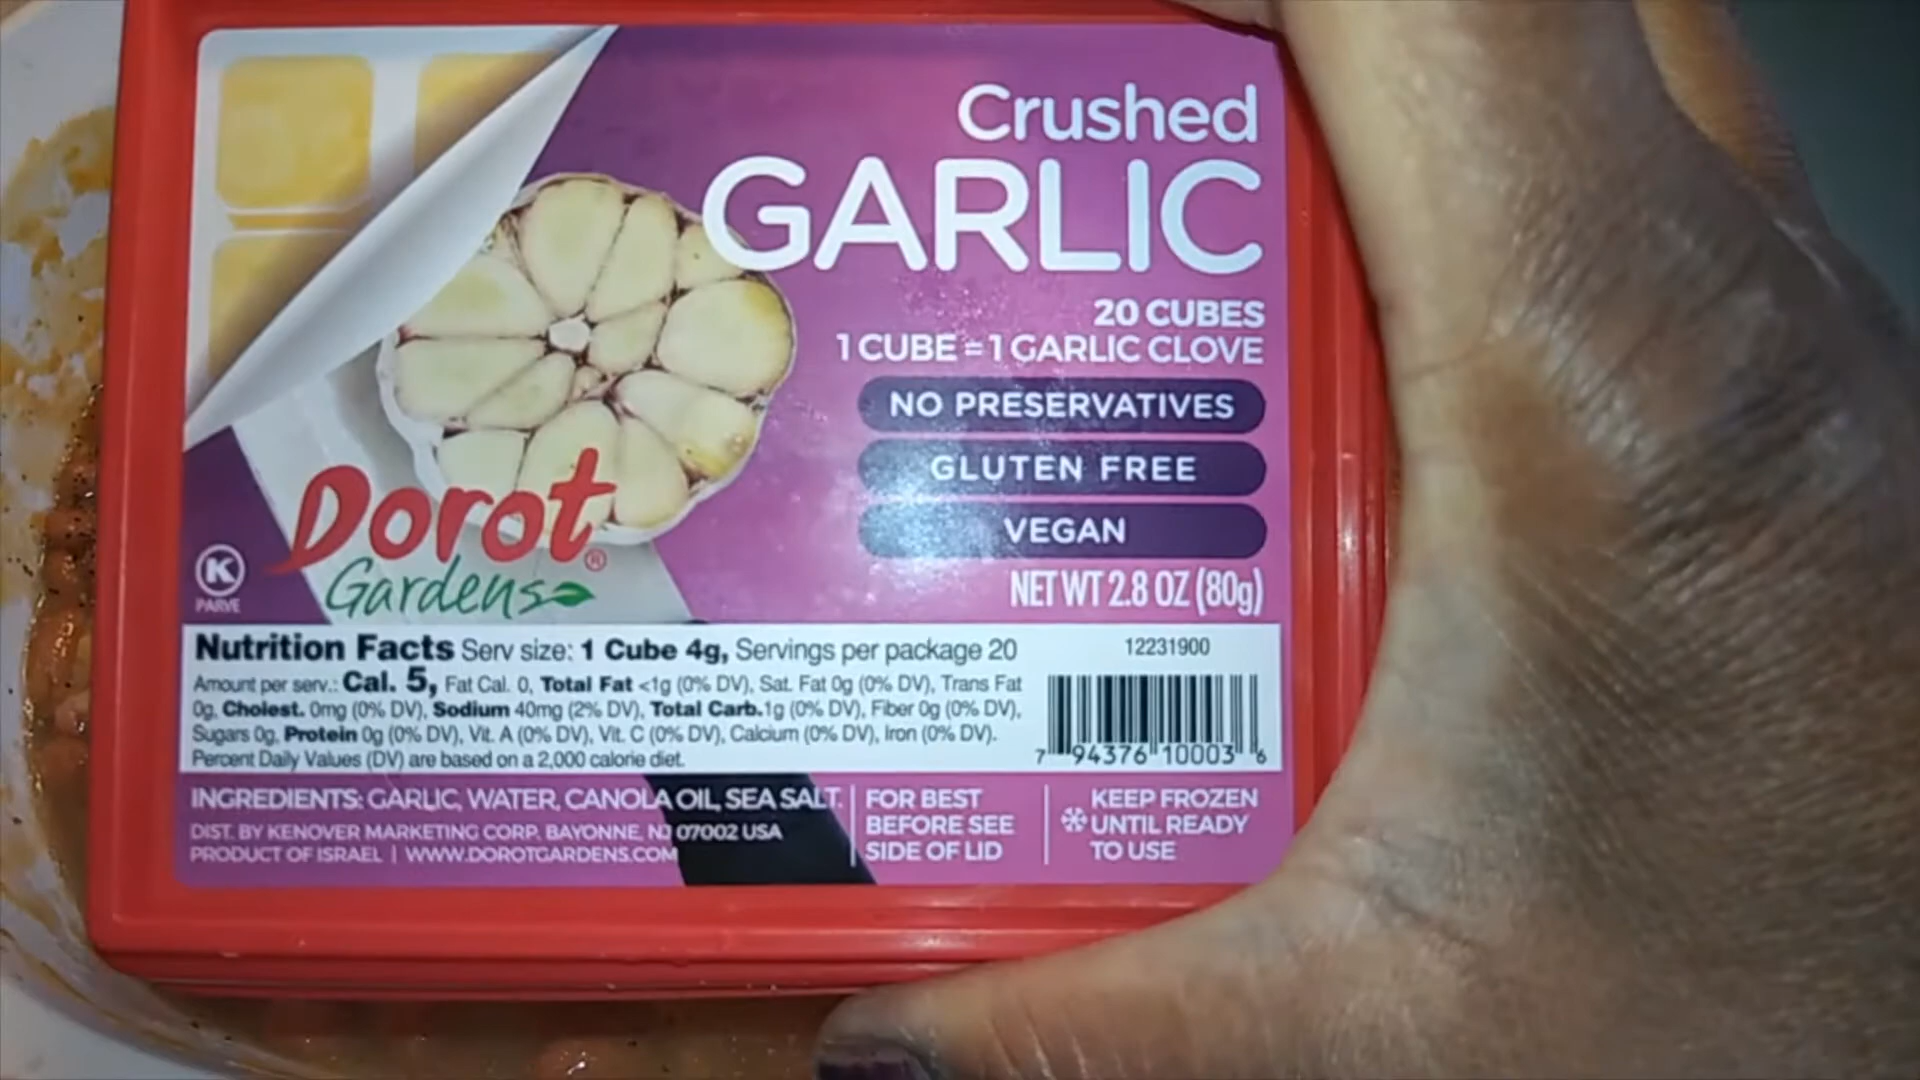 Crushed
GARLIC
20 CUBES
1 CUBE = 1 GARLIC CLOVE
NO PRESERVATIVES
GLUTEN FREE
VEGAN
NET WT 2.8 OZ (80g)
Dorot®
Gardens
K
PARVE
Nutrition Facts Serv size: 1 Cube 4g, Servings per package 20
Amount per serv.: Cal. 5, Fat Cal. 0, Total Fat <1g (0% DV), Sat. Fat 0g (0% DV), Trans Fat
0g, Cholest. 0mg (0% DV), Sodium 40mg (2% DV), Total Carb.1g (0% DV), Fiber 0g (0% DV),
Sugars 0g, Protein 0g (0% DV), Vit. A (0% DV), Vit. C (0% DV), Calcium (0% DV), Iron (0% DV).
Percent Daily Values (DV) are based on a 2,000 calorie diet.
12231900
7 94376 10003 6
INGREDIENTS: GARLIC, WATER, CANOLA OIL, SEA SALT.
DIST. BY KENOVER MARKETING CORP. BAYONNE, NJ 07002 USA
PRODUCT OF ISRAEL | WWW.DOROTGARDENS.COM
FOR BEST
BEFORE SEE
SIDE OF LID
KEEP FROZEN
UNTIL READY
TO USE